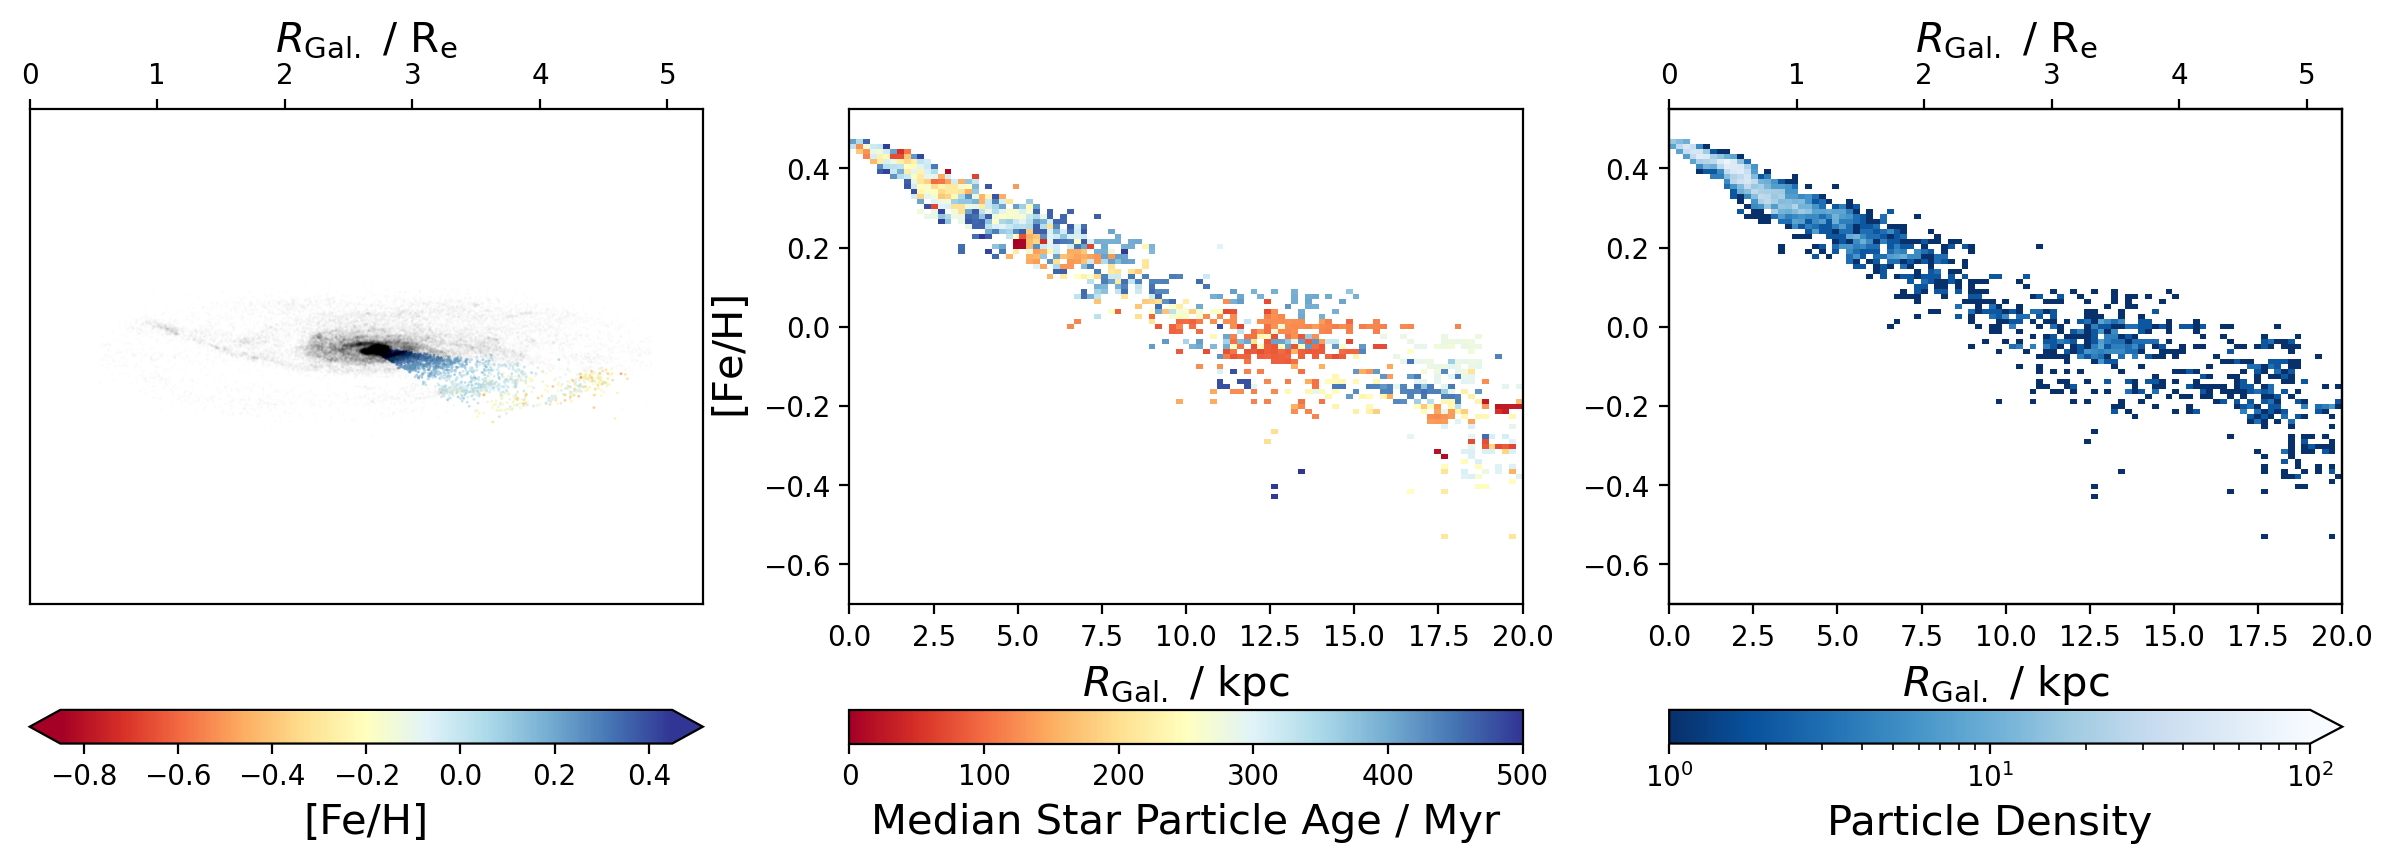 R_Gal. / R_e
0 1 2 3 4 5
−0.8 −0.6 −0.4 −0.2 0.0 0.2 0.4
[Fe/H]
[Fe/H]
0.4
0.2
0.0
−0.2
−0.4
−0.6
0.0 2.5 5.0 7.5 10.0 12.5 15.0 17.5 20.0
R_Gal. / kpc
0 100 200 300 400 500
Median Star Particle Age / Myr
R_Gal. / R_e
0 1 2 3 4 5
0.4
0.2
0.0
−0.2
−0.4
−0.6
0.0 2.5 5.0 7.5 10.0 12.5 15.0 17.5 20.0
R_Gal. / kpc
10⁰ 10¹ 10²
Particle Density